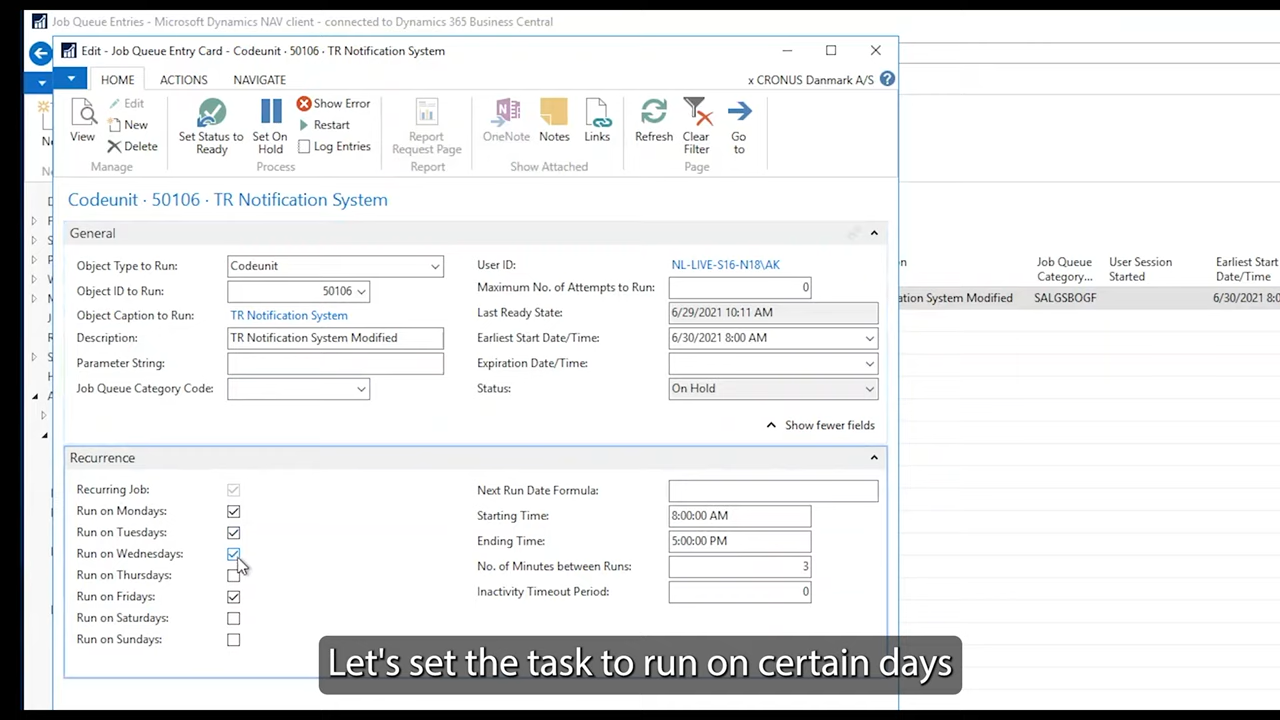 Job Queue Entries - Microsoft Dynamics NAV client - connected to Dynamics 365 Business Central
Edit - Job Queue Entry Card - Codeunit · 50106 · TR Notification System
HOME ACTIONS NAVIGATE
x CRONUS Danmark A/S
View
Edit
New
Delete
Manage
Set Status to Ready
Set On Hold
Show Error
Restart
Log Entries
Process
Report Request Page
Report
OneNote
Notes
Links
Show Attached
Refresh
Clear Filter
Go to
Page
Codeunit · 50106 · TR Notification System
General
Object Type to Run: Codeunit
Object ID to Run: 50106
Object Caption to Run: TR Notification System
Description: TR Notification System Modified
Parameter String:
Job Queue Category Code:
User ID: NL-LIVE-S16-N18\AK
Maximum No. of Attempts to Run: 0
Last Ready State: 6/29/2021 10:11 AM
Earliest Start Date/Time: 6/30/2021 8:00 AM
Expiration Date/Time:
Status: On Hold
Show fewer fields
Recurrence
Recurring Job:
Run on Mondays:
Run on Tuesdays:
Run on Wednesdays:
Run on Thursdays:
Run on Fridays:
Run on Saturdays:
Run on Sundays:
Next Run Date Formula:
Starting Time: 8:00:00 AM
Ending Time: 5:00:00 PM
No. of Minutes between Runs: 3
Inactivity Timeout Period: 0
Job Queue Category...
User Session Started
Earliest Start Date/Time
System Modified SALGSBOGF 6/30/2021 8:0
Let's set the task to run on certain days